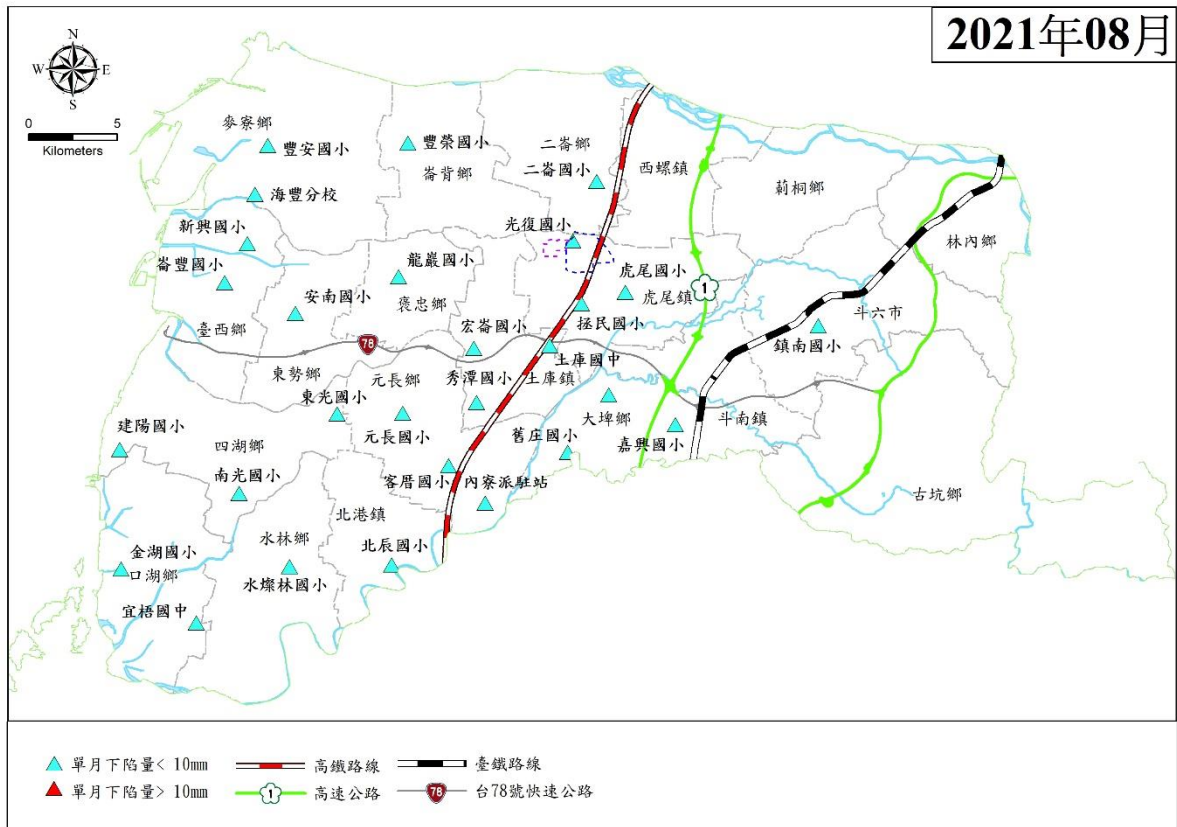 2021年08月
N
W
E
S
0
5
Kilometers
麥寮鄉
豐安國小
豐榮國小
崙背鄉
二崙鄉
二崙國小
西螺鎮
莿桐鄉
林內鄉
海豐分校
新興國小
光復國小
崙豐國小
龍巖國小
褒忠鄉
虎尾國小
虎尾鎮
1
安南國小
拯民國小
斗六市
鎮南國小
臺西鄉
78
宏崙國小
土庫國中
東勢鄉
元長鄉
秀潭國小
土庫鎮
東光國小
大埤鄉
斗南鎮
建陽國小
四湖鄉
元長國小
舊庄國小
嘉興國小
南光國小
客厝國小
內寮派駐站
古坑鄉
北港鎮
水林鄉
北辰國小
金湖國小
口湖鄉
水燦林國小
宜梧國中
單月下陷量< 10mm
高鐵路線
臺鐵路線
單月下陷量> 10mm
1
高速公路
78
台78號快速公路